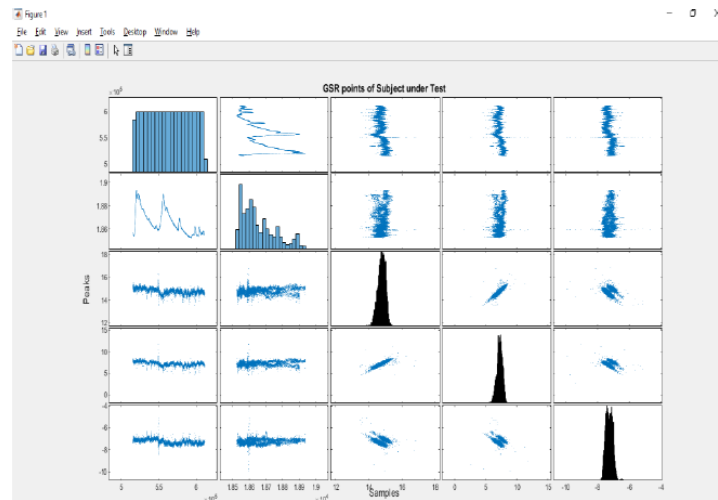 Figure 1
File Edit View Insert Tools Desktop Window Help
GSR points of Subject under Test
6
5.5
5
1.9
1.88
1.86
18
16
14
12
15
10
5
0
-4
-6
-8
-10
Peaks
5 5.5 6
1.85 1.86 1.87 1.88 1.89 1.9
12 14 16 18
0 5 10 15
-10 -8 -6 -4
Samples